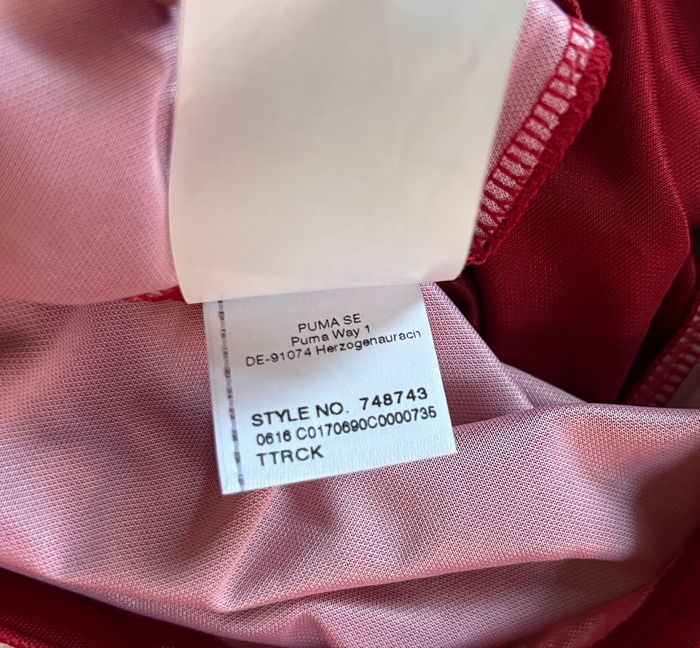 PUMA SE
Puma Way 1
DE-91074 Herzogenaurach
STYLE NO. 748743
0616 C0170690C0000735
TTRCK